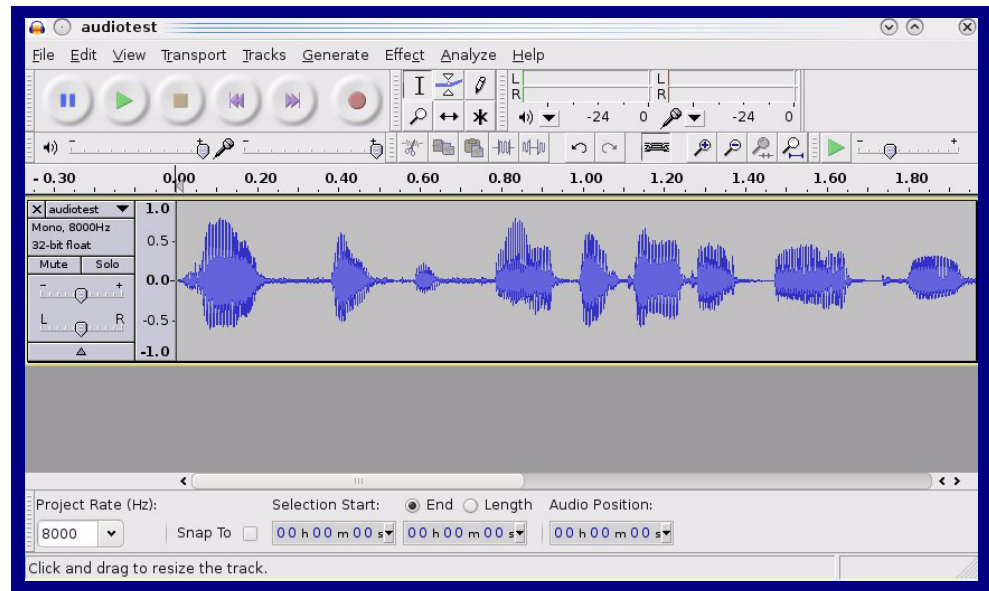 audiotest
File Edit View Transport Tracks Generate Effect Analyze Help
L L
R R
-24 0 -24 0
- 0.30 0.00 0.20 0.40 0.60 0.80 1.00 1.20 1.40 1.60 1.80
X audiotest
Mono, 8000Hz
32-bit float
Mute Solo
- +
L R
1.0
0.5
0.0
-0.5
-1.0
Project Rate (Hz): Selection Start: End Length Audio Position:
8000 Snap To 00 h 00 m 00 s 00 h 00 m 00 s 00 h 00 m 00 s
Click and drag to resize the track.